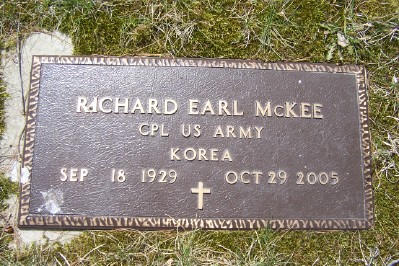 RICHARD EARL McKEE
CPL US ARMY
KOREA
SEP 18 1929 OCT 29 2005